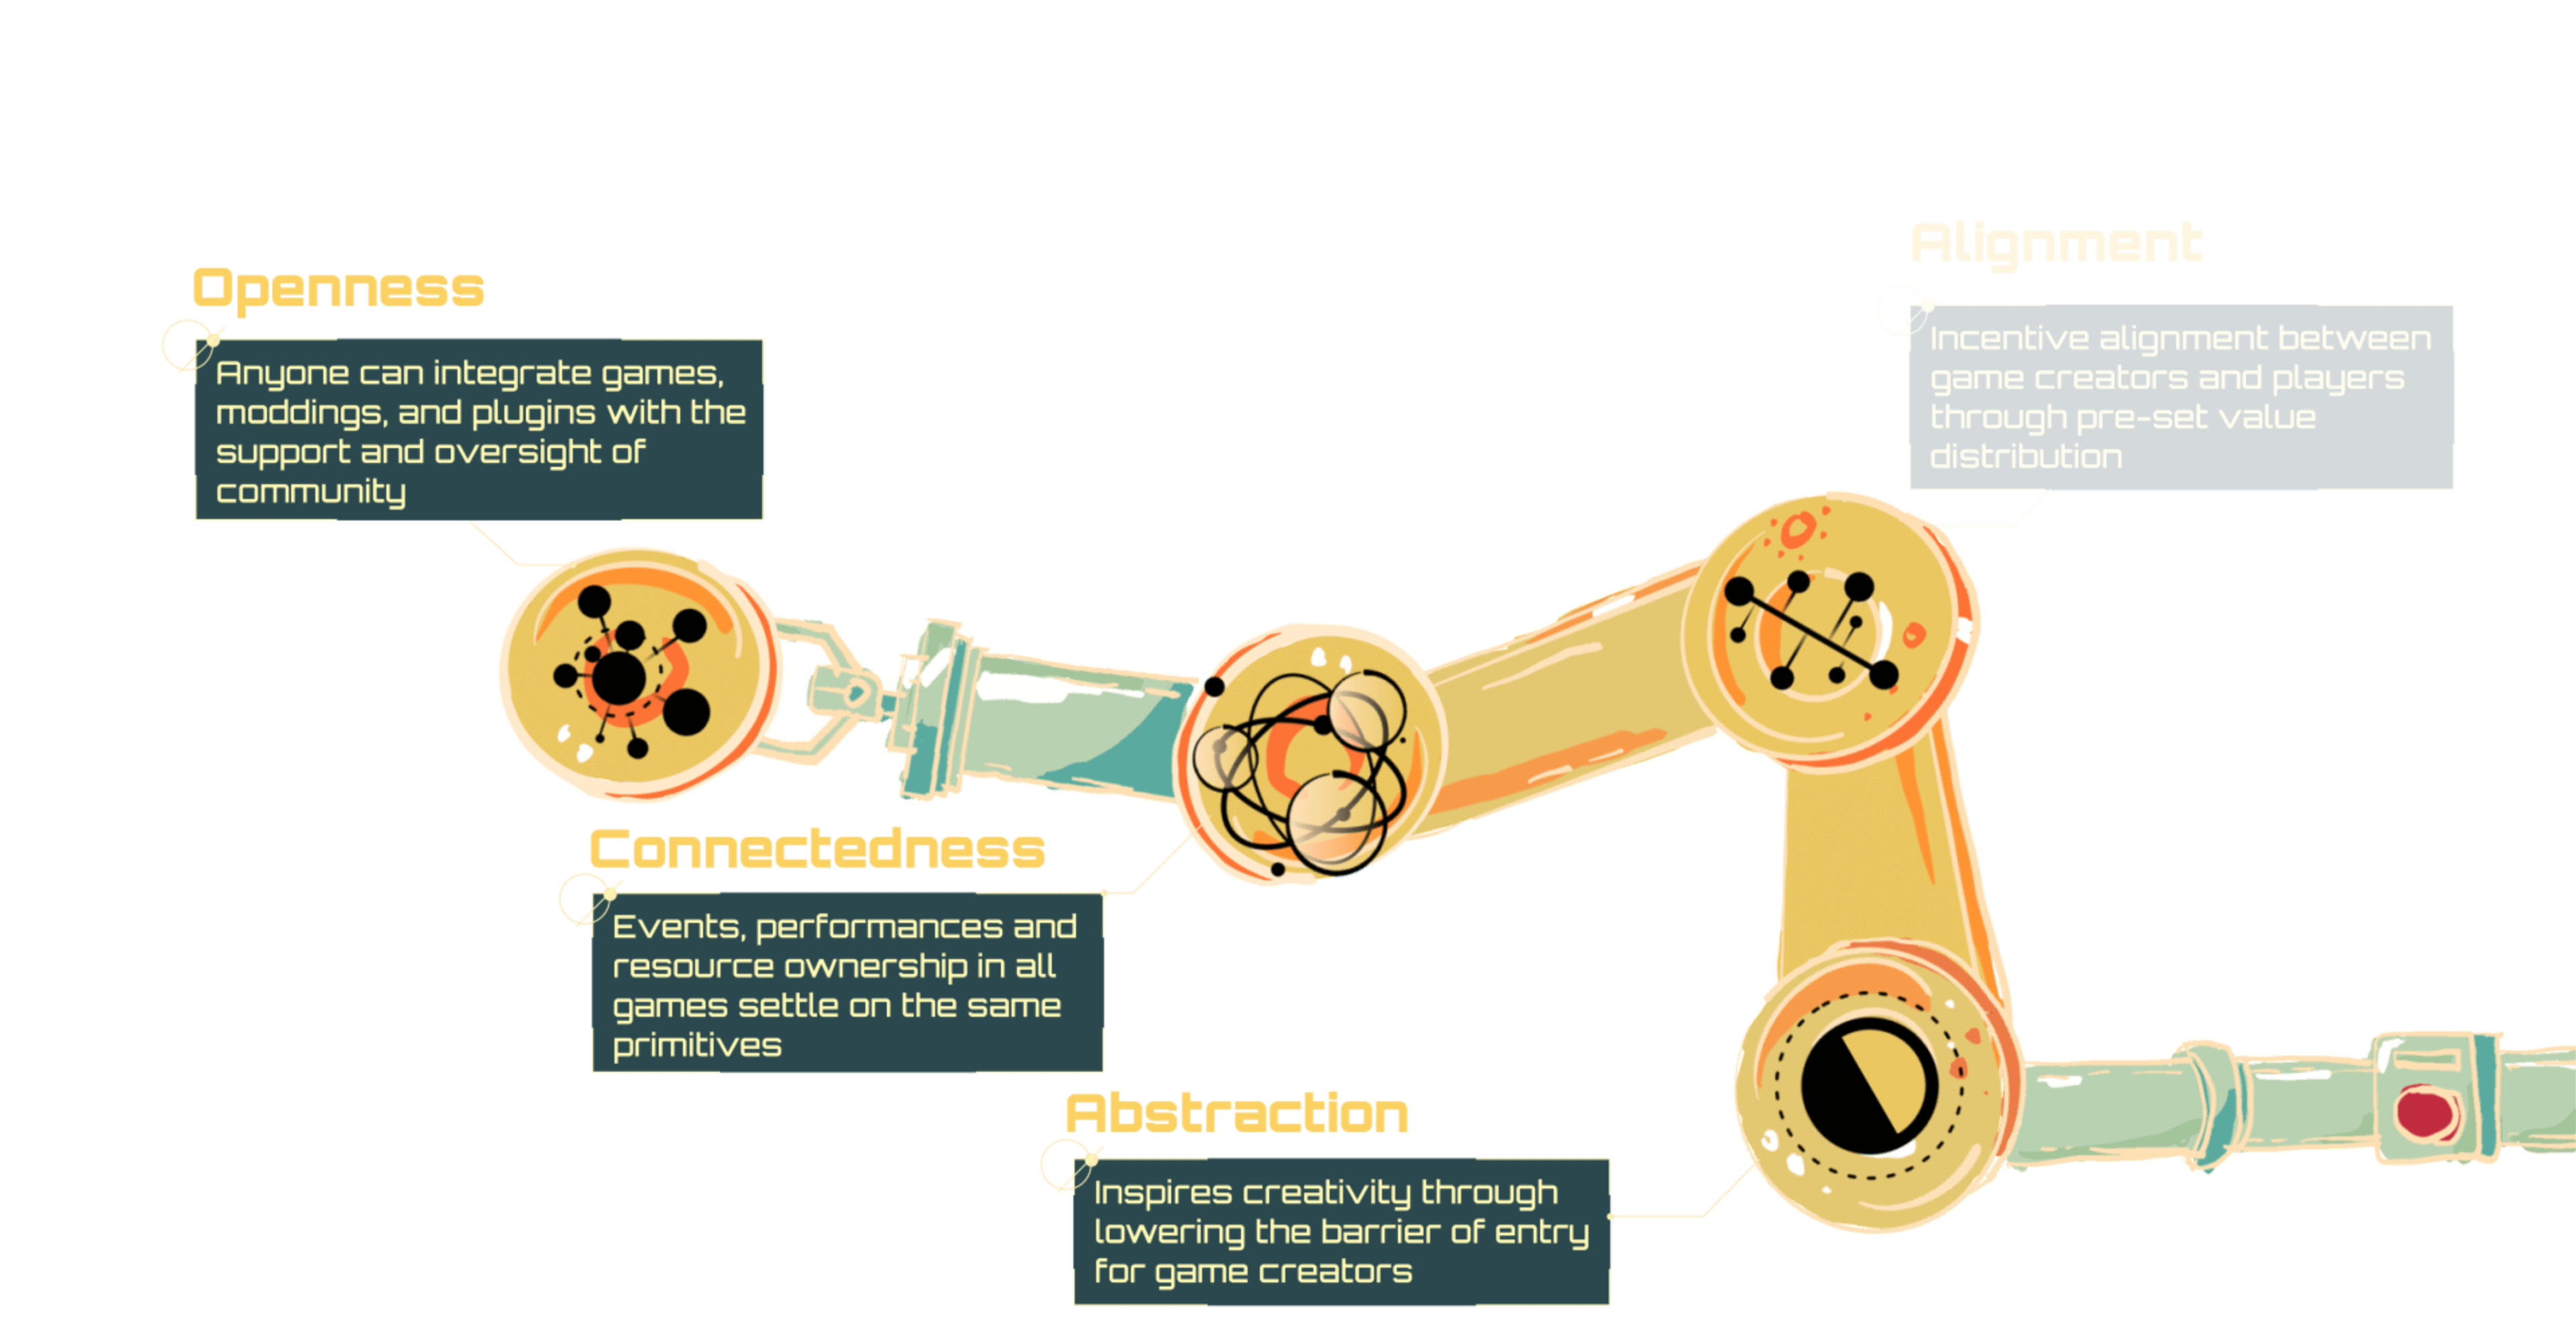 Openness
Anyone can integrate games,
moddings, and plugins with the
support and oversight of
community
Alignment
Incentive alignment between
game creators and players
through pre-set value
distribution
Connectedness
Events, performances and
resource ownership in all
games settle on the same
primitives
Abstraction
Inspires creativity through
lowering the barrier of entry
for game creators